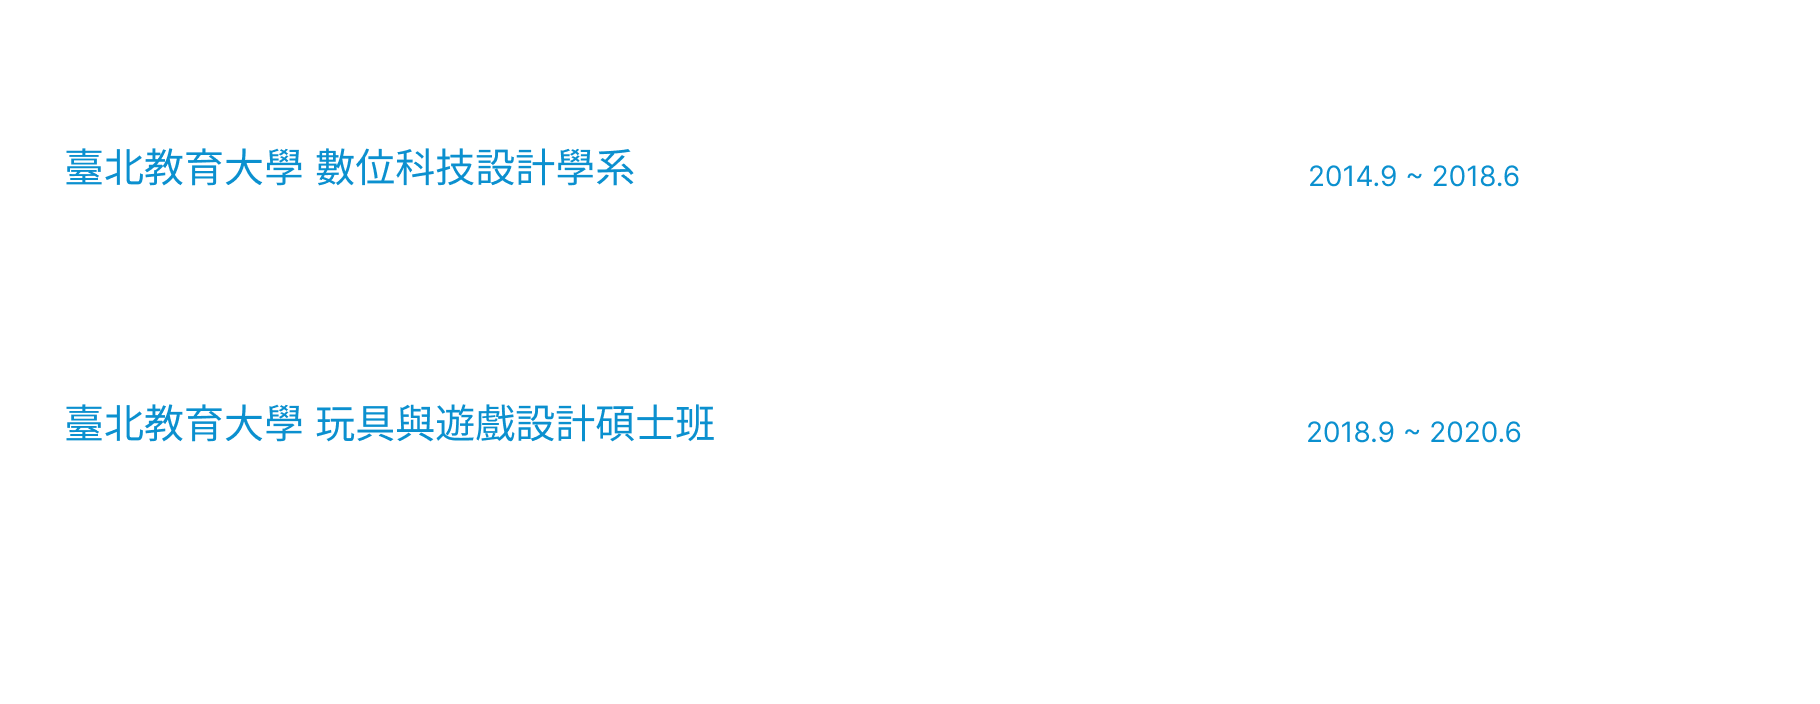 臺北教育大學 數位科技設計學系 2014.9 ~ 2018.6
臺北教育大學 玩具與遊戲設計碩士班 2018.9 ~ 2020.6